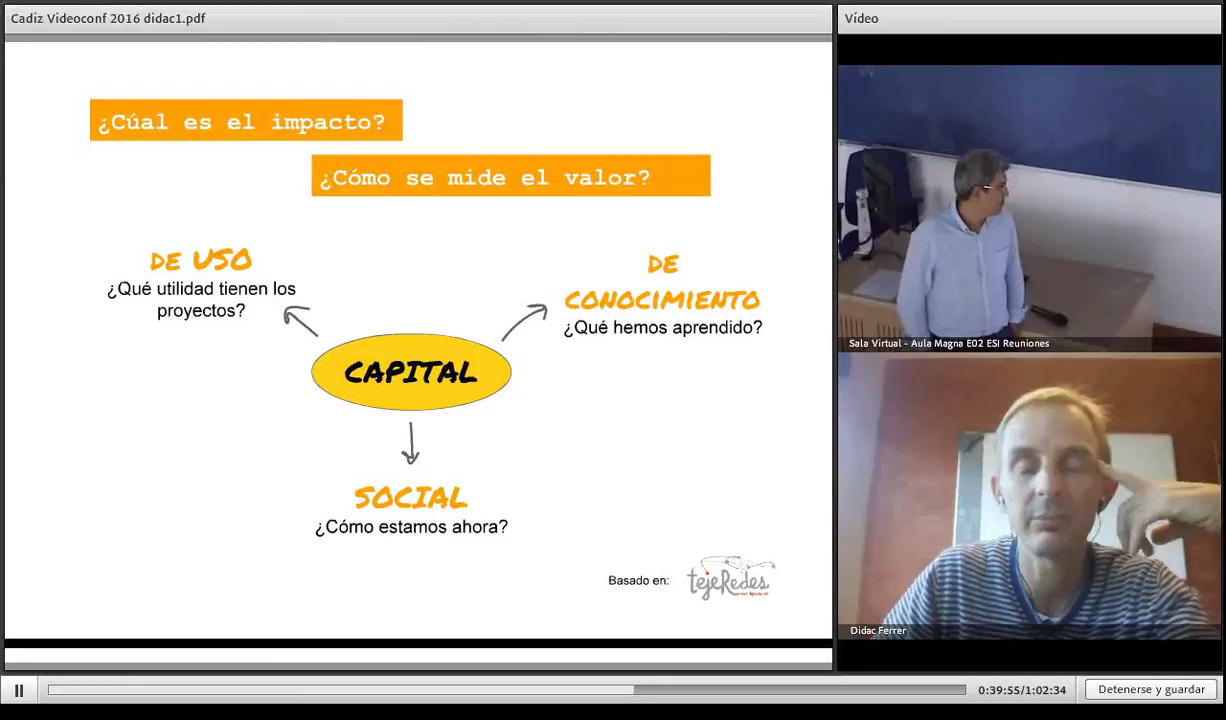 Cadiz Videoconf 2016 didac1.pdf
Vídeo
¿Cúal es el impacto?
¿Cómo se mide el valor?
DE USO
¿Qué utilidad tienen los
proyectos?
DE
CONOCIMIENTO
¿Qué hemos aprendido?
CAPITAL
SOCIAL
¿Cómo estamos ahora?
Basado en:
tejeRedes
Sala Virtual - Aula Magna E02 ESI Reuniones
Didac Ferrer
0:39:55/1:02:34
Detenerse y guardar